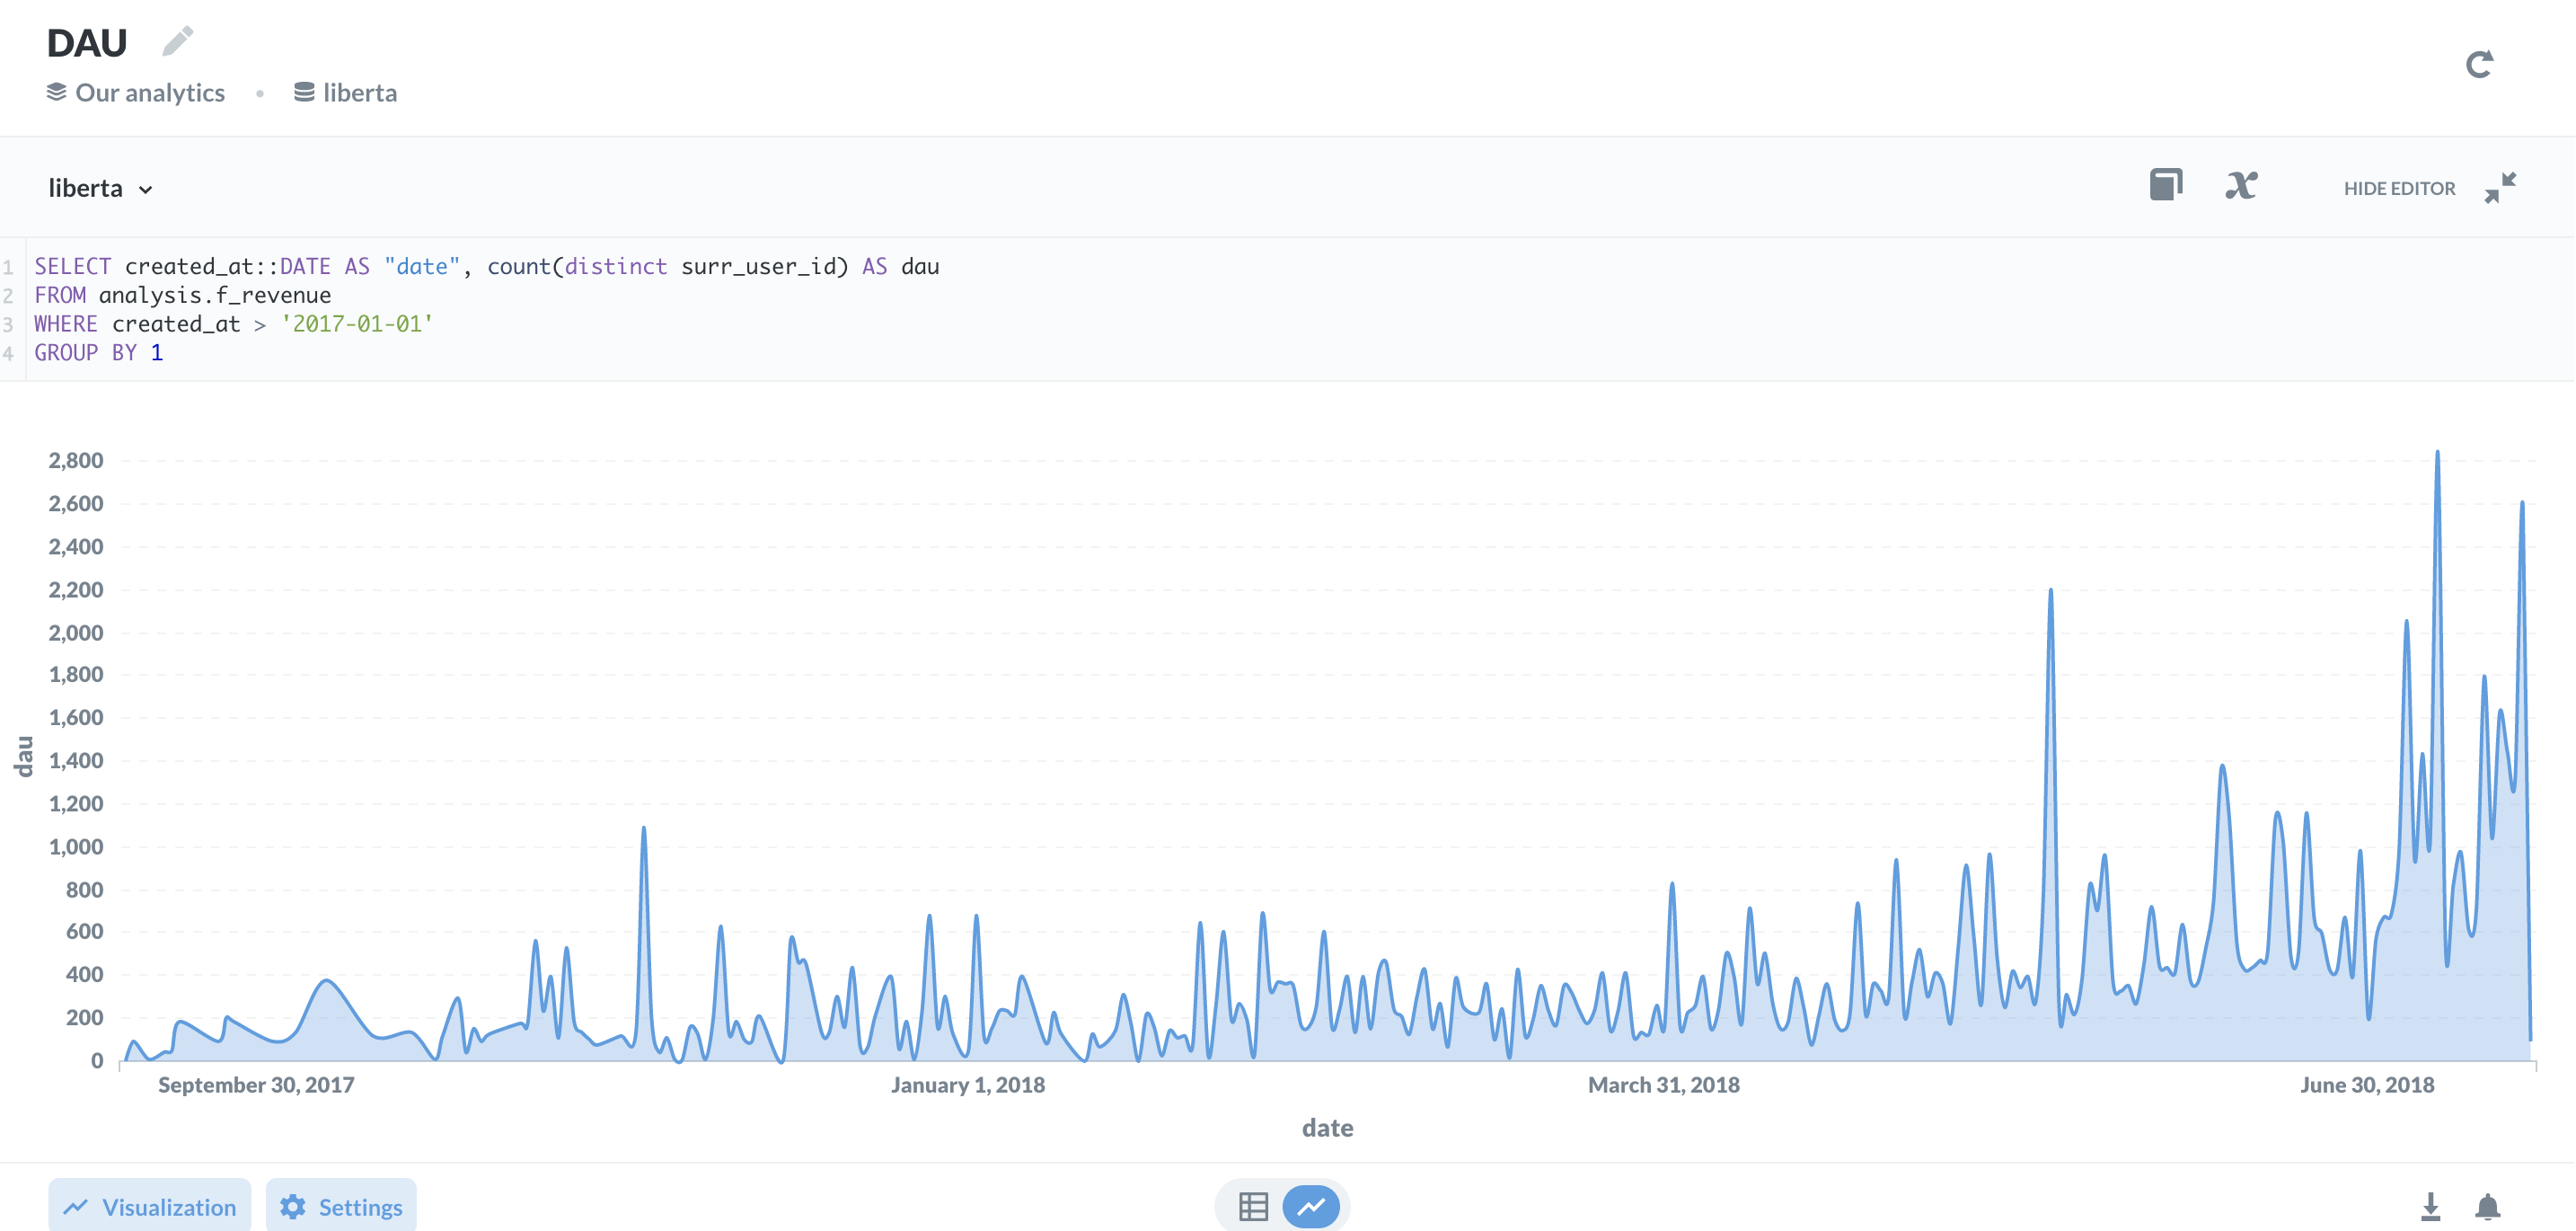 DAU
Our analytics • liberta
liberta
HIDE EDITOR
1 SELECT created_at::DATE AS "date", count(distinct surr_user_id) AS dau
2 FROM analysis.f_revenue
3 WHERE created_at > '2017-01-01'
4 GROUP BY 1
2,800
2,600
2,400
2,200
2,000
1,800
1,600
1,400
1,200
1,000
800
600
400
200
0
dau
September 30, 2017 January 1, 2018 March 31, 2018 June 30, 2018
date
Visualization Settings